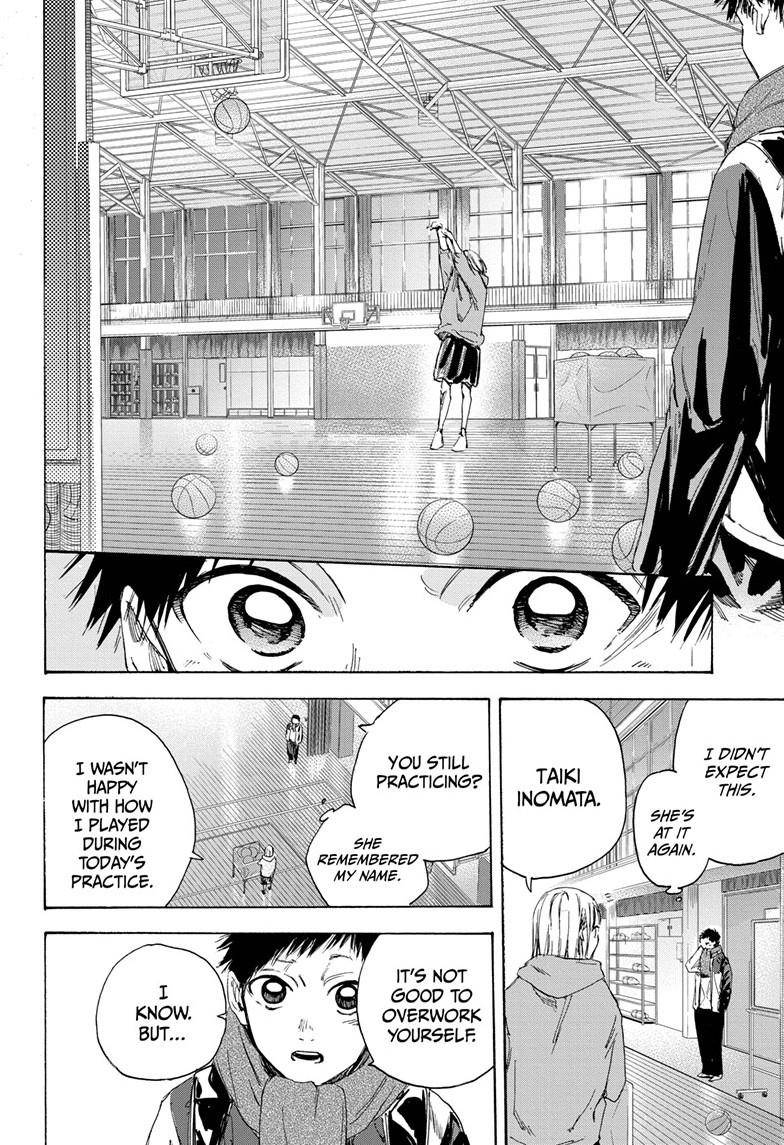 I DIDN'T
EXPECT
THIS.
SHE'S
AT IT
AGAIN.
TAIKI
INOMATA.
YOU STILL
PRACTICING?
SHE
REMEMBERED
MY NAME.
I WASN'T
HAPPY
WITH HOW
I PLAYED
DURING
TODAY'S
PRACTICE.
IT'S NOT
GOOD TO
OVERWORK
YOURSELF.
I
KNOW.
BUT...